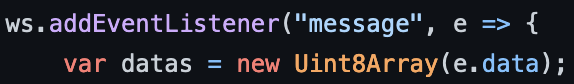 ws.addEventListener("message", e => {
    var datas = new Uint8Array(e.data);